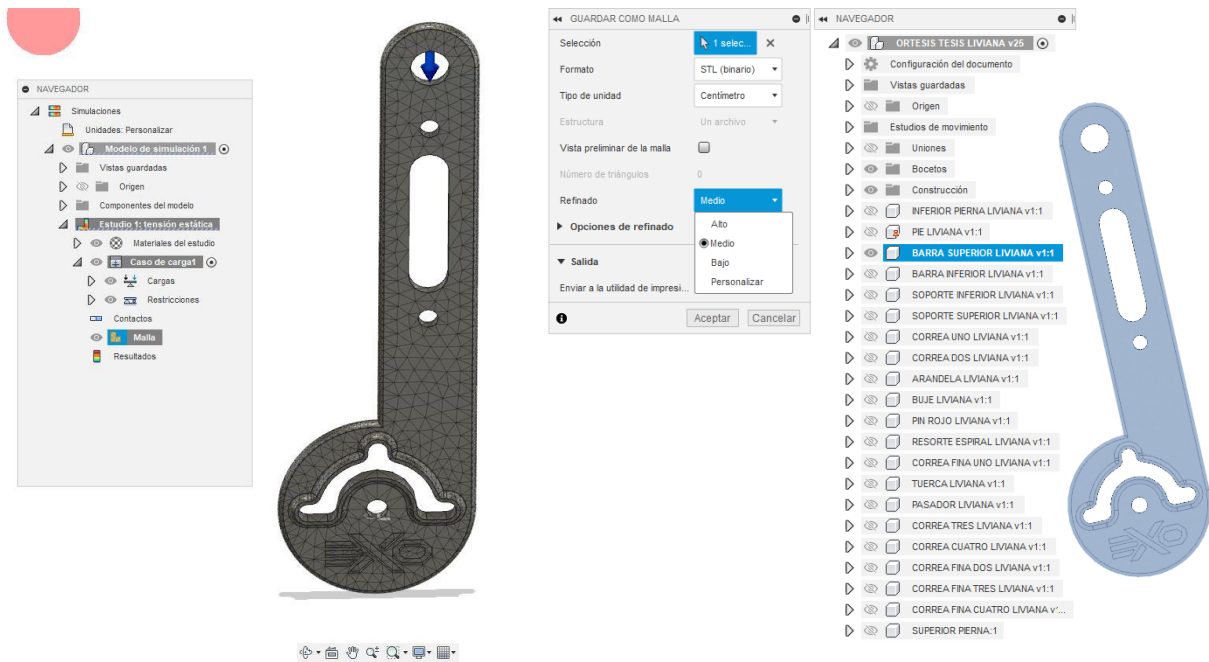 NAVEGADOR
Simulaciones
Unidades: Personalizar
Modelo de simulación 1
Vistas guardadas
Origen
Componentes del modelo
Estudio 1: tensión estática
Materiales del estudio
Caso de carga1
Cargas
Restricciones
Contactos
Malla
Resultados
EXO
GUARDAR COMO MALLA
Selección 1 selec...
Formato STL (binario)
Tipo de unidad Centímetro
Estructura Un archivo
Vista preliminar de la malla
Número de triángulos 0
Refinado Medio
Alto
Opciones de refinado
Medio
Bajo
Salida
Personalizar
Enviar a la utilidad de impresi...
Aceptar Cancelar
NAVEGADOR
ORTESIS TESIS LIVIANA v25
Configuración del documento
Vistas guardadas
Origen
Estudios de movimiento
Uniones
Bocetos
Construcción
INFERIOR PIERNA LIVIANA v1:1
PIE LIVIANA v1:1
BARRA SUPERIOR LIVIANA v1:1
BARRA INFERIOR LIVIANA v1:1
SOPORTE INFERIOR LIVIANA v1:1
SOPORTE SUPERIOR LIVIANA v1:1
CORREA UNO LIVIANA v1:1
CORREA DOS LIVIANA v1:1
ARANDELA LIVIANA v1:1
BUJE LIVIANA v1:1
PIN ROJO LIVIANA v1:1
RESORTE ESPIRAL LIVIANA v1:1
CORREA FINA UNO LIVIANA v1:1
TUERCA LIVIANA v1:1
PASADOR LIVIANA v1:1
CORREA TRES LIVIANA v1:1
CORREA CUATRO LIVIANA v1:1
CORREA FINA DOS LIVIANA v1:1
CORREA FINA TRES LIVIANA v1:1
CORREA FINA CUATRO LIVIANA v'...
SUPERIOR PIERNA:1
EXO